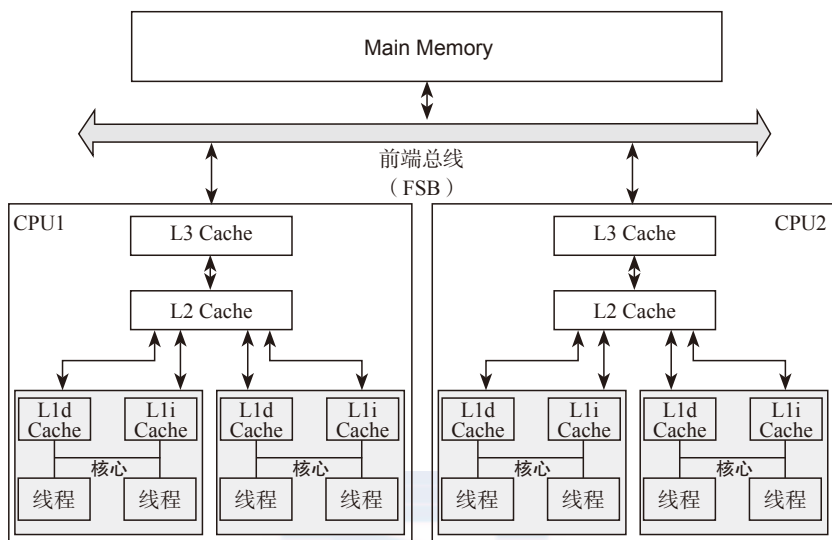 Main Memory
前端总线
（FSB）
CPU1
L3 Cache
L2 Cache
L1d
Cache
L1i
Cache
L1d
Cache
L1i
Cache
核心
核心
线程
线程
线程
线程
CPU2
L3 Cache
L2 Cache
L1d
Cache
L1i
Cache
L1d
Cache
L1i
Cache
核心
核心
线程
线程
线程
线程